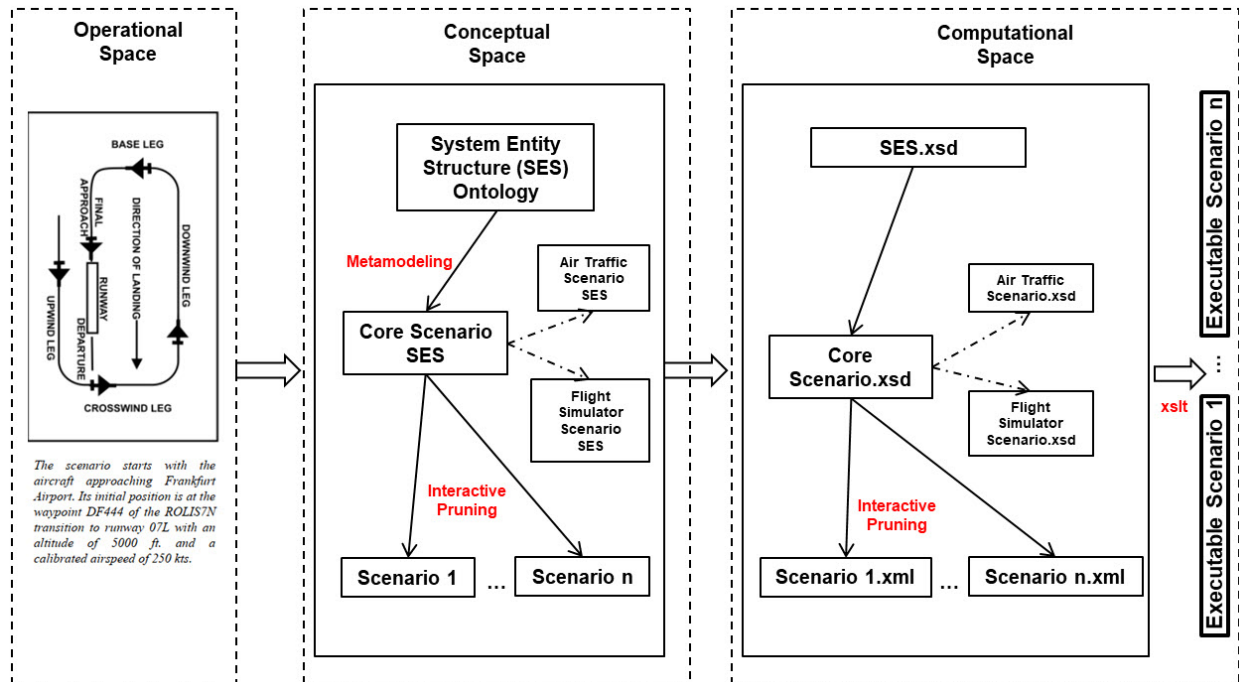 Operational
Space
BASE LEG
FINAL
APPROACH
DIRECTION OF LANDING
DOWNWIND LEG
RUNWAY
UPWIND LEG
DEPARTURE
CROSSWIND LEG
The scenario starts with the
aircraft approaching Frankfurt
Airport. Its initial position is at the
waypoint DF444 of the ROLIS7N
transition to runway 07L with an
altitude of 5000 ft. and a
calibrated airspeed of 250 kts.
Conceptual
Space
System Entity
Structure (SES)
Ontology
Metamodeling
Air Traffic
Scenario
SES
Core Scenario
SES
Flight
Simulator
Scenario
SES
Interactive
Pruning
Scenario 1
...
Scenario n
Computational
Space
SES.xsd
Air Traffic
Scenario.xsd
Core
Scenario.xsd
Flight
Simulator
Scenario.xsd
Interactive
Pruning
Scenario 1.xml
...
Scenario n.xml
xslt
Executable Scenario n
...
Executable Scenario 1